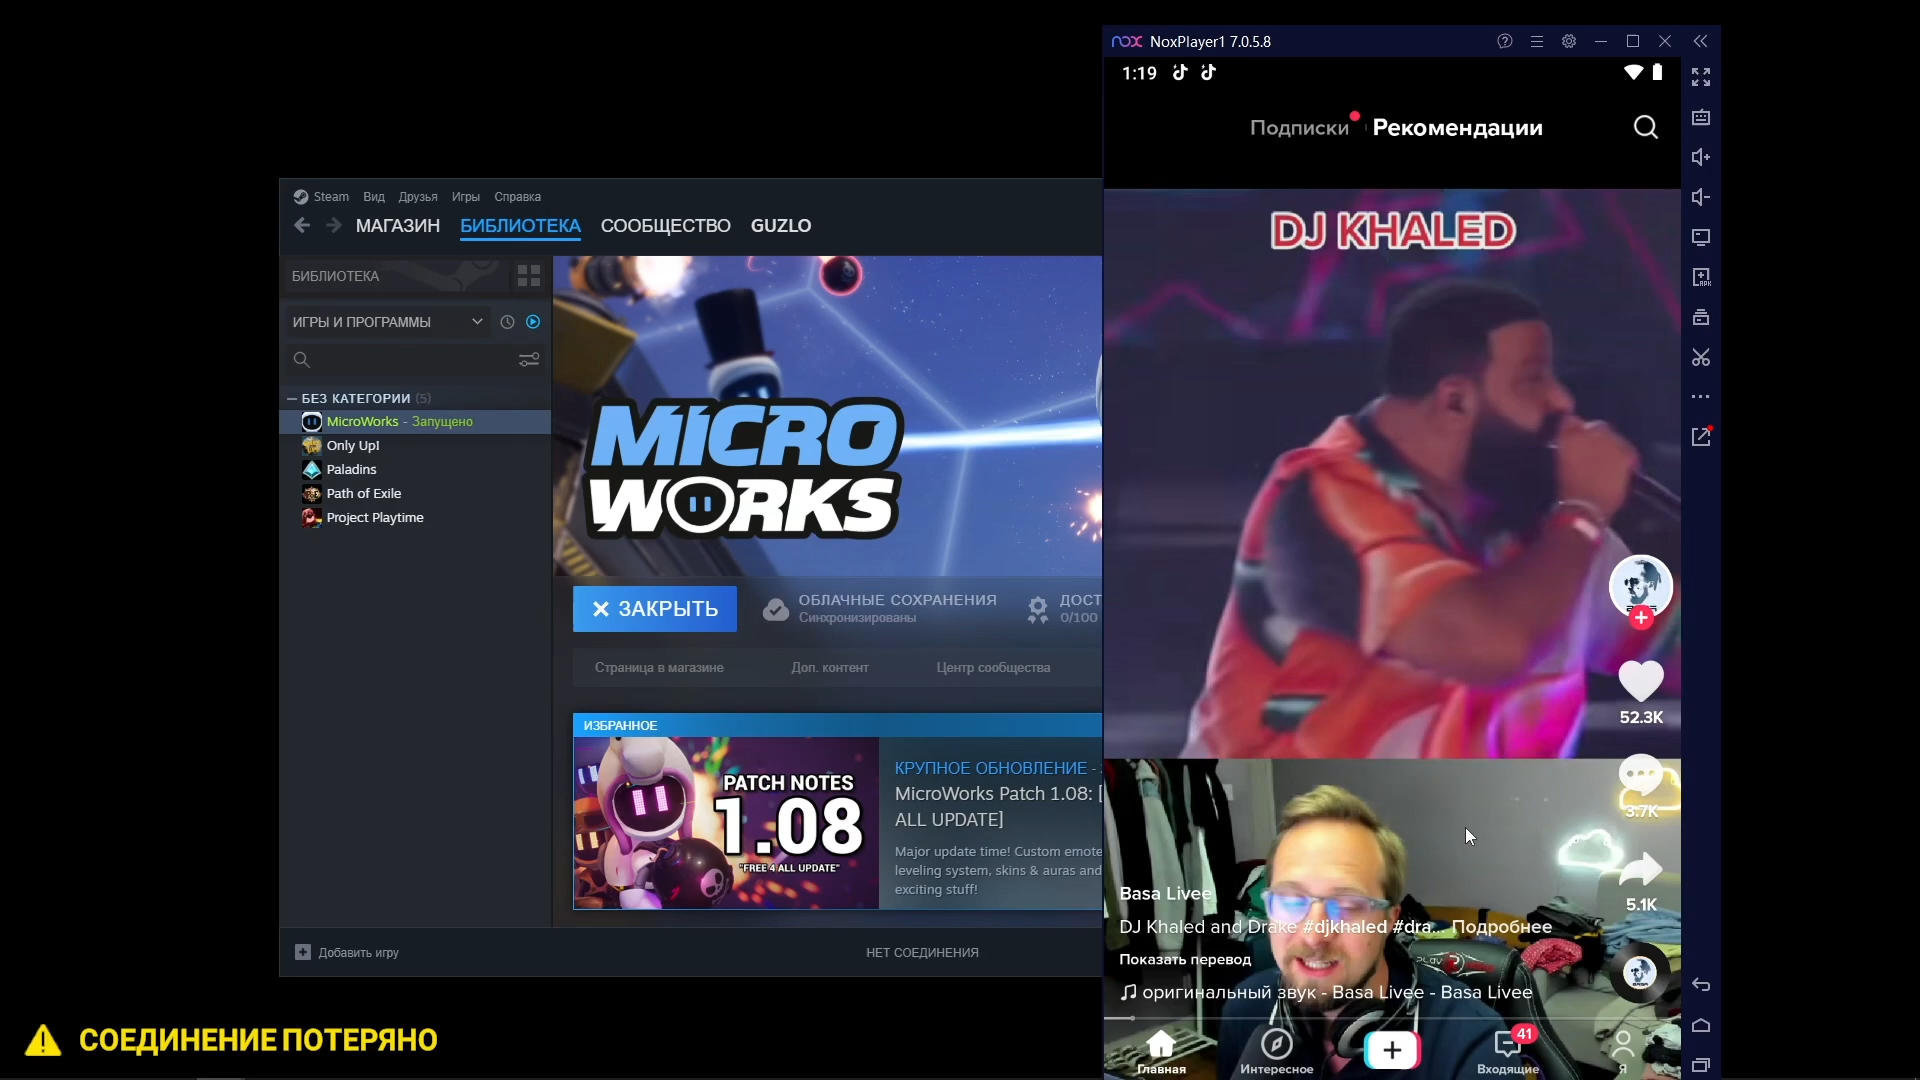 Steam Вид Друзья Игры Справка
МАГАЗИН БИБЛИОТЕКА СООБЩЕСТВО GUZLO
БИБЛИОТЕКА
ИГРЫ И ПРОГРАММЫ
БЕЗ КАТЕГОРИИ (5)
MicroWorks - Запущено
Only Up!
Paladins
Path of Exile
Project Playtime
MICRO
WORKS
ЗАКРЫТЬ
ОБЛАЧНЫЕ СОХРАНЕНИЯ
Синхронизированы
ДОСТ
0/100
Страница в магазине Доп. контент Центр сообщества
ИЗБРАННОЕ
PATCH NOTES
1.08
"FREE 4 ALL UPDATE"
КРУПНОЕ ОБНОВЛЕНИЕ -
MicroWorks Patch 1.08: [
ALL UPDATE]
Major update time! Custom emote
leveling system, skins & auras and
exciting stuff!
Добавить игру
НЕТ СОЕДИНЕНИЯ
СОЕДИНЕНИЕ ПОТЕРЯНО
nox NoxPlayer1 7.0.5.8
1:19
Подписки Рекомендации
DJ KHALED
52.3K
3.7K
5.1K
Basa Livee
DJ Khaled and Drake #djkhaled #dra... Подробнее
Показать перевод
оригинальный звук - Basa Livee - Basa Livee
41
Главная Интересное Входящие Я